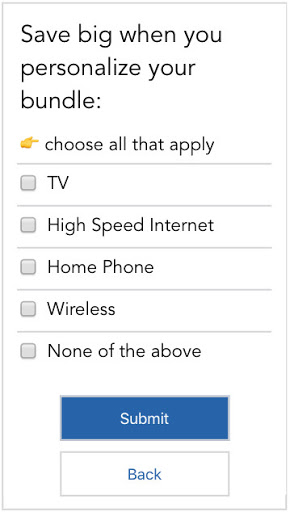 Save big when you
personalize your
bundle:
👉 choose all that apply
TV
High Speed Internet
Home Phone
Wireless
None of the above
Submit
Back